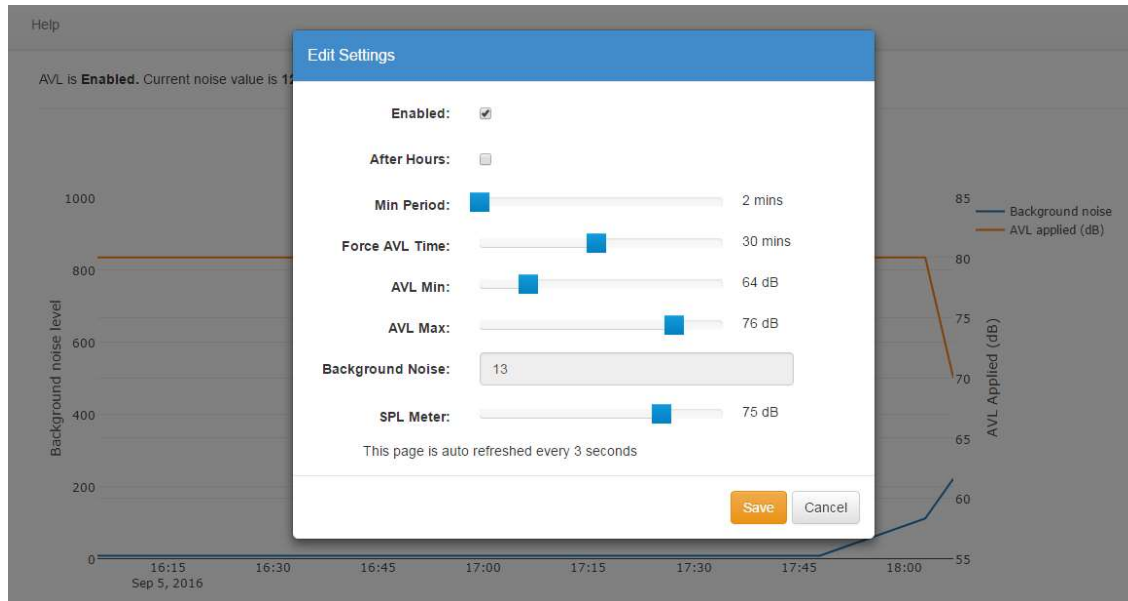 Help
Edit Settings
AVL is Enabled. Current noise value is 12
Enabled:
After Hours:
Min Period: 2 mins
Force AVL Time: 30 mins
AVL Min: 64 dB
AVL Max: 76 dB
Background Noise: 13
SPL Meter: 75 dB
This page is auto refreshed every 3 seconds
Save Cancel
Background noise level
1000
800
600
400
200
0
85
80
75
70
65
60
55
AVL Applied (dB)
Background noise
AVL applied (dB)
16:15 16:30 16:45 17:00 17:15 17:30 17:45 18:00
Sep 5, 2016